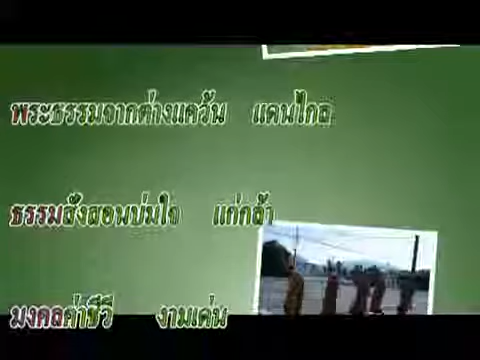 พระธรรมจากต่างแคว้น แดนไกล
ธรรมสั่งสอนบ่มใจ แก่กล้า
มงคลค่าชีวี งามเด่น